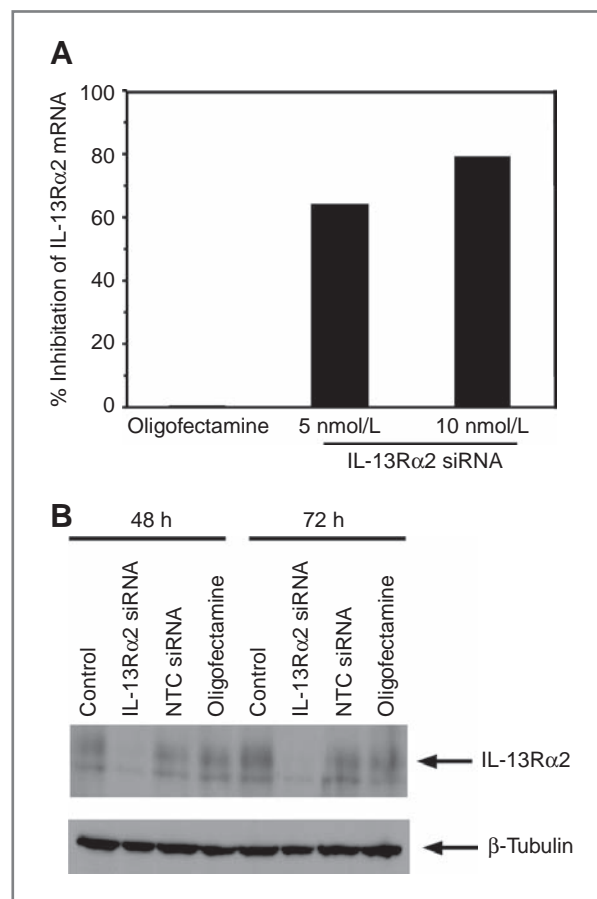 A
% Inhibitation of IL-13Rα2 mRNA
100
80
60
40
20
0
Oligofectamine 5 nmol/L 10 nmol/L
IL-13Rα2 siRNA
B
48 h 72 h
Control
IL-13Rα2 siRNA
NTC siRNA
Oligofectamine
Control
IL-13Rα2 siRNA
NTC siRNA
Oligofectamine
IL-13Rα2
β-Tubulin